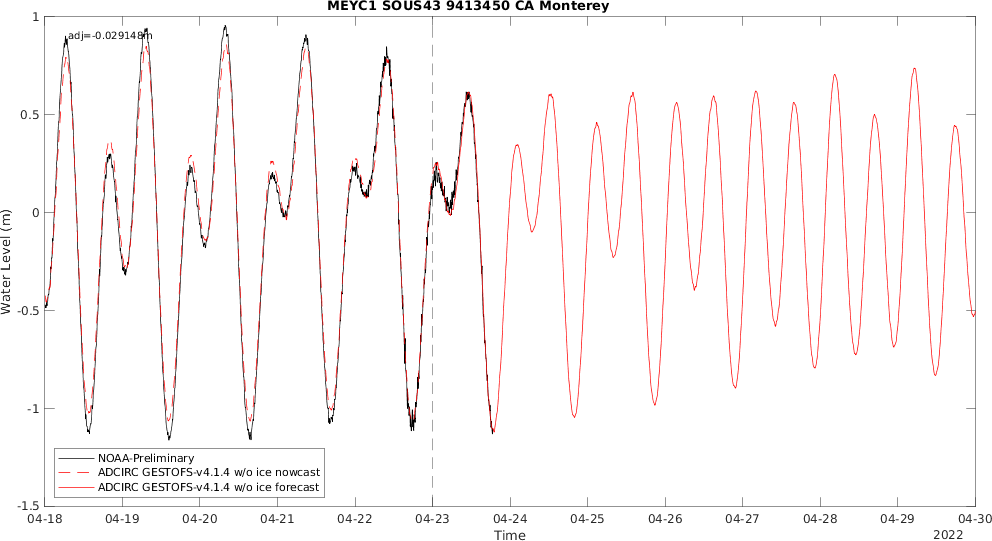 MEYC1 SOUS43 9413450 CA Monterey
adj=-0.029148m
1
0.5
0
-0.5
-1
-1.5
Water Level (m)
NOAA-Preliminary
ADCIRC GESTOFS-v4.1.4 w/o ice nowcast
ADCIRC GESTOFS-v4.1.4 w/o ice forecast
04-18 04-19 04-20 04-21 04-22 04-23 04-24 04-25 04-26 04-27 04-28 04-29 04-30
Time
2022